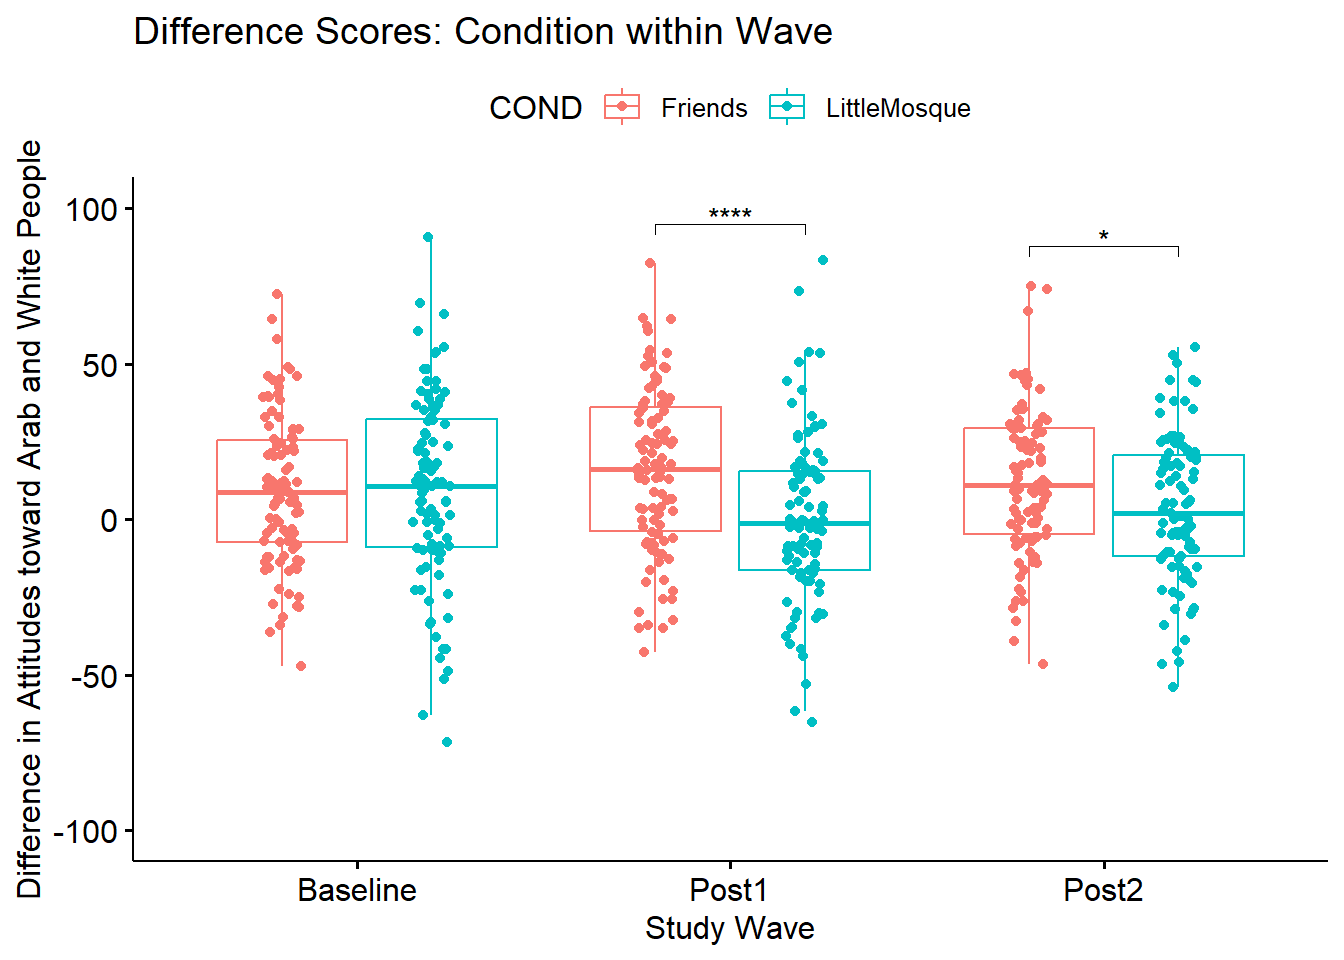 Difference Scores: Condition within Wave
COND Friends LittleMosque
Difference in Attitudes toward Arab and White People
100
50
0
-50
-100
****
*
Baseline Post1 Post2
Study Wave